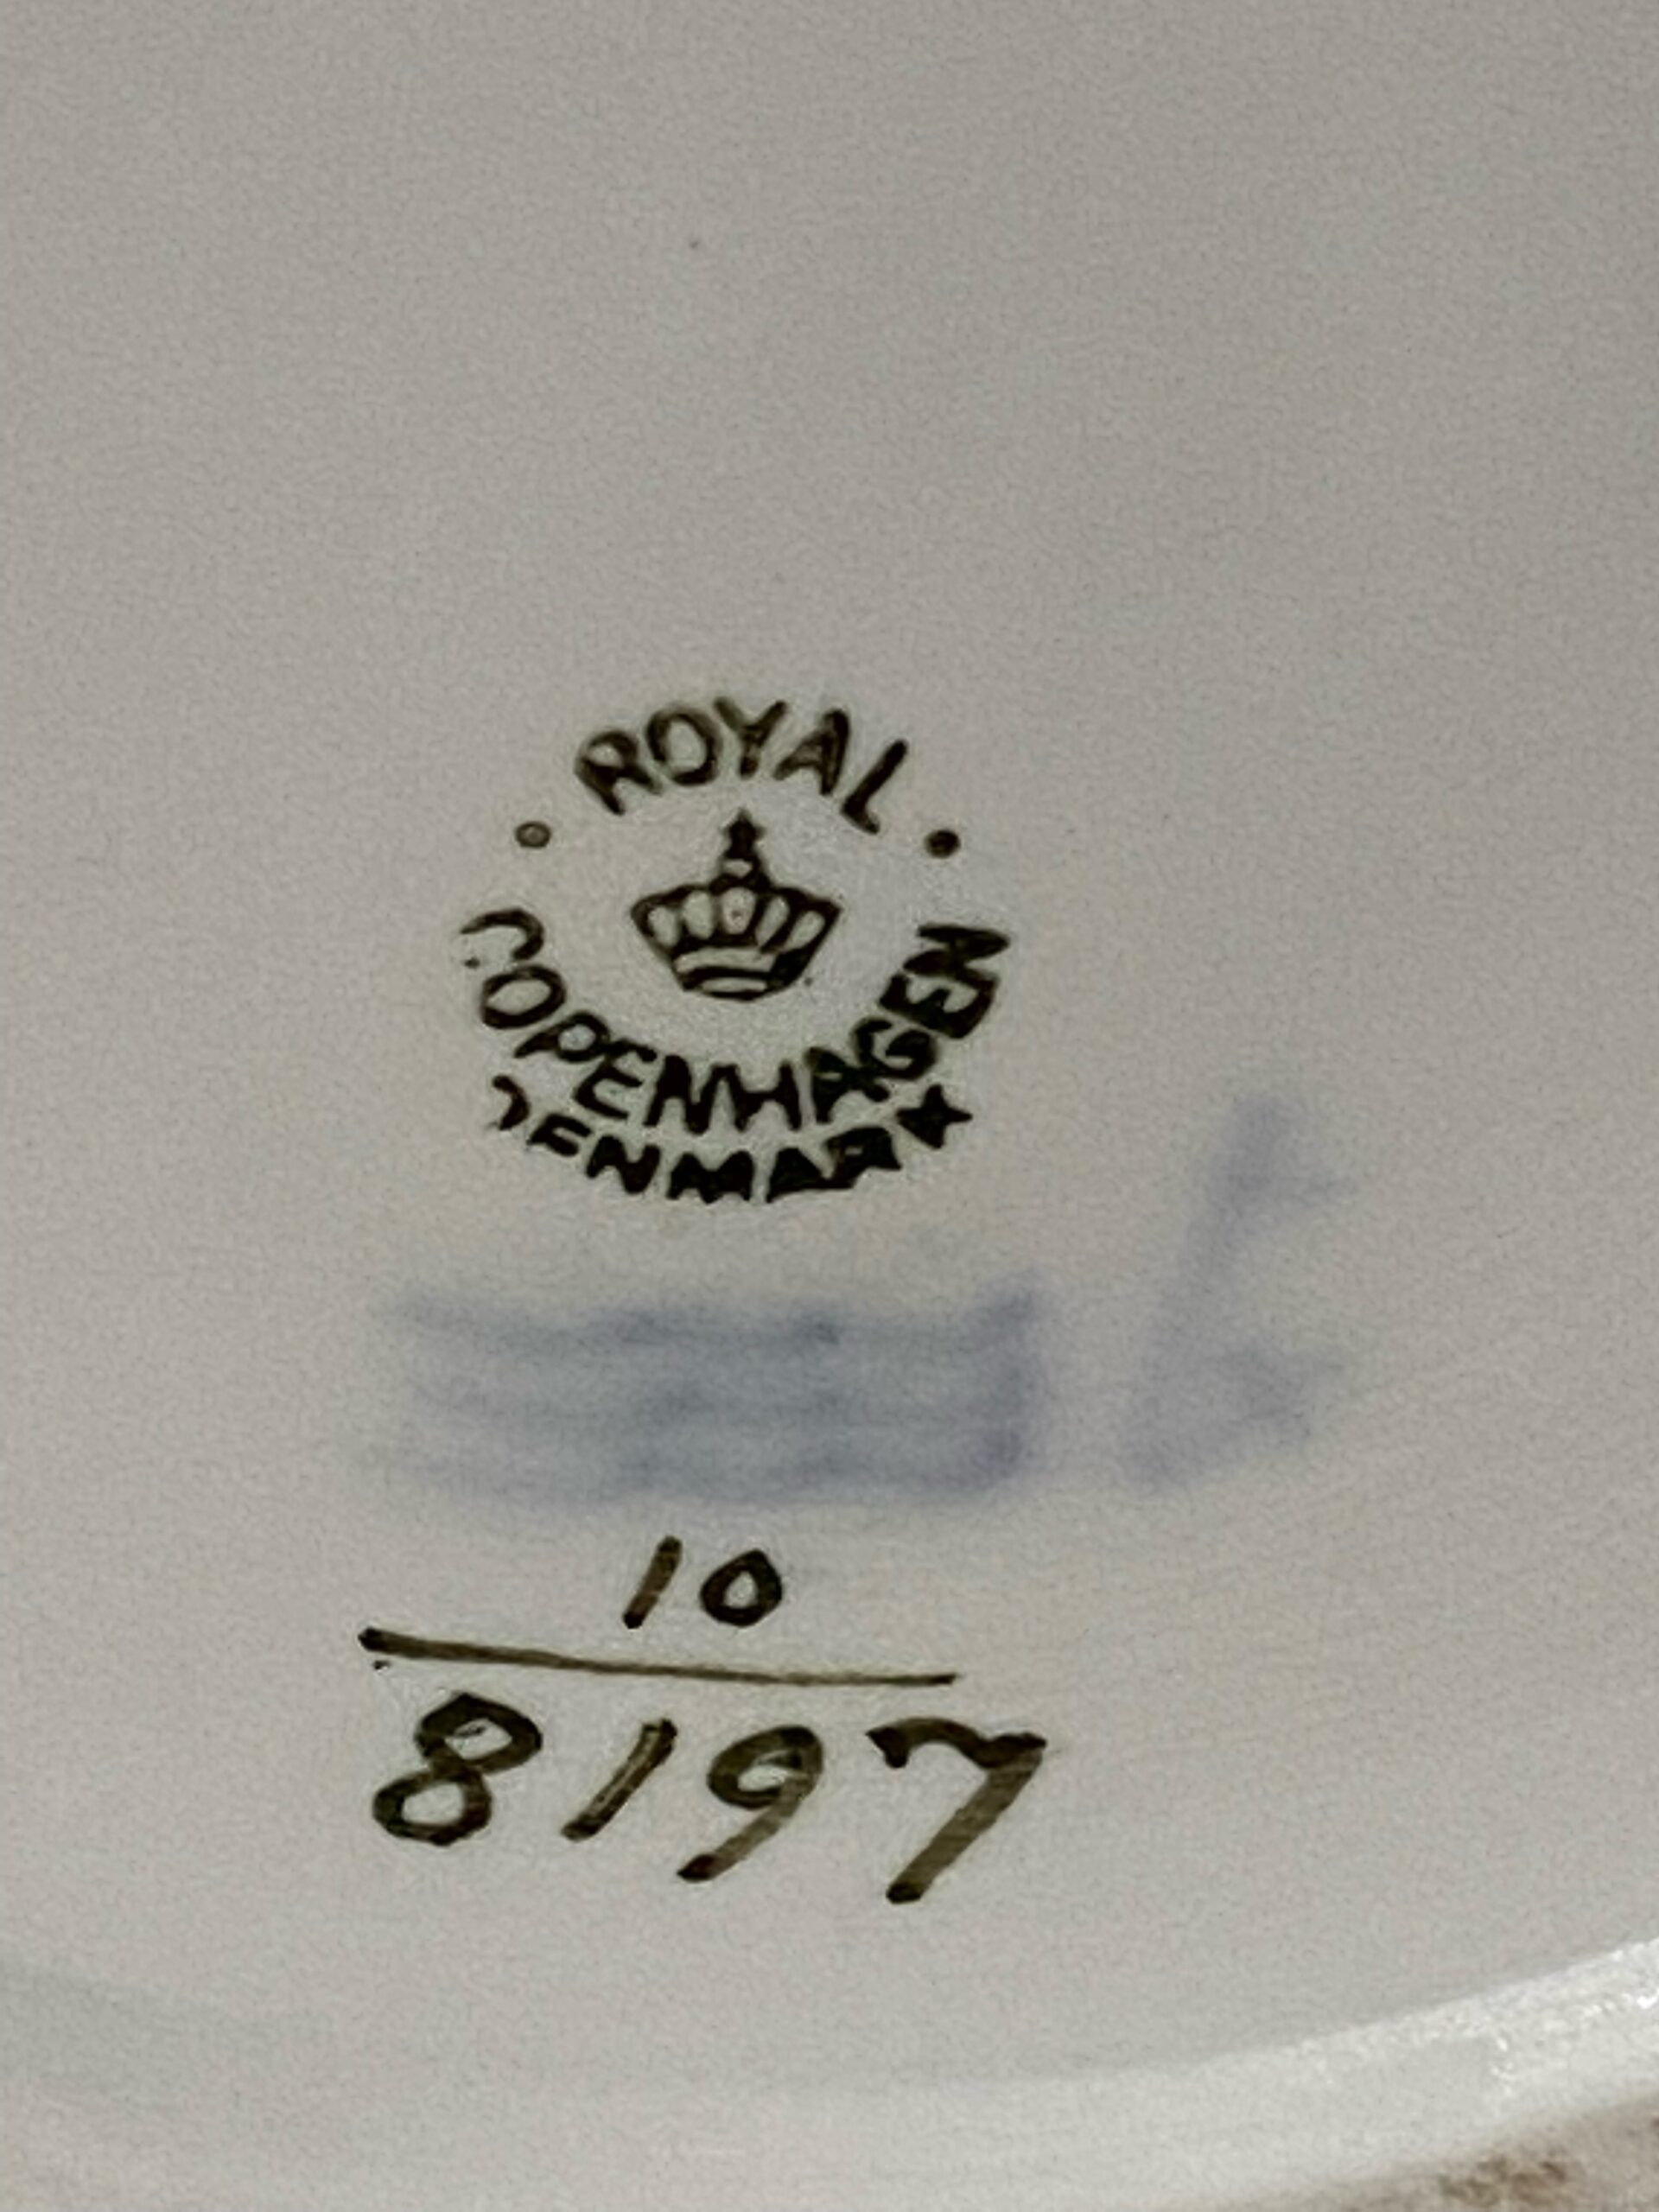 ROYAL
COPENHAGEN
DENMARK
10
8197